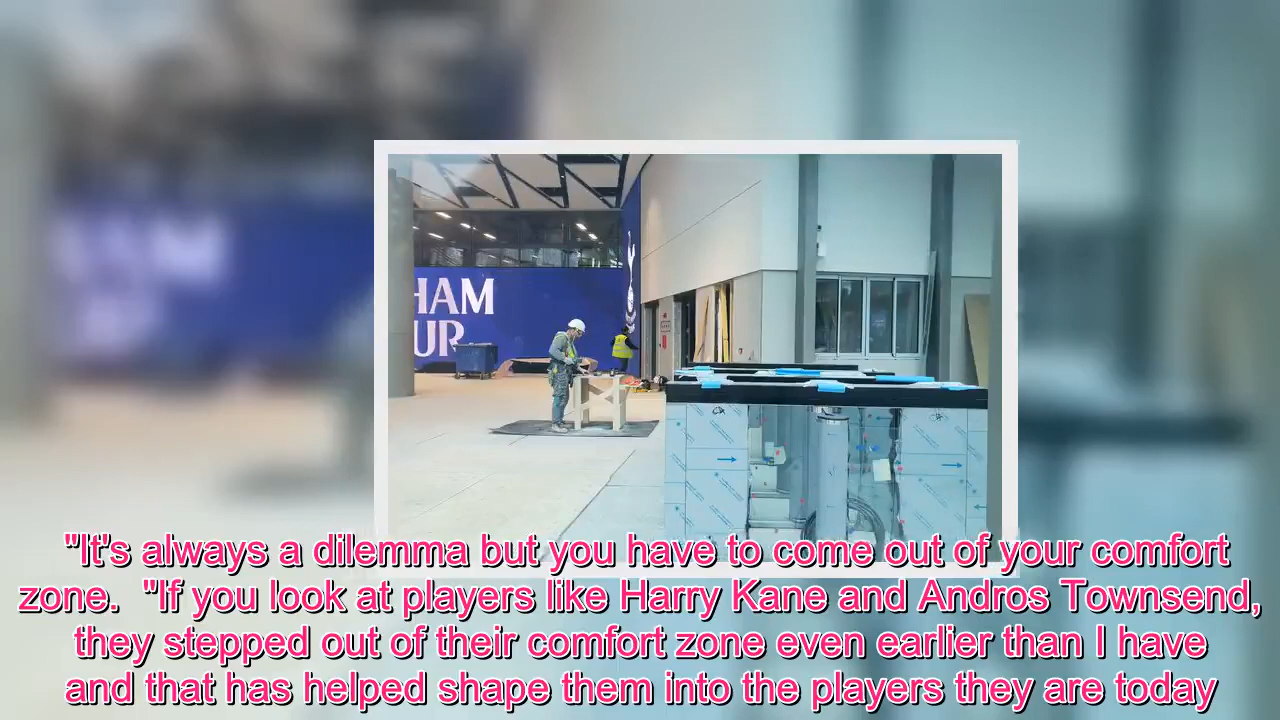 HAM
UR
"It's always a dilemma but you have to come out of your comfort
zone.  "If you look at players like Harry Kane and Andros Townsend,
they stepped out of their comfort zone even earlier than I have
and that has helped shape them into the players they are today